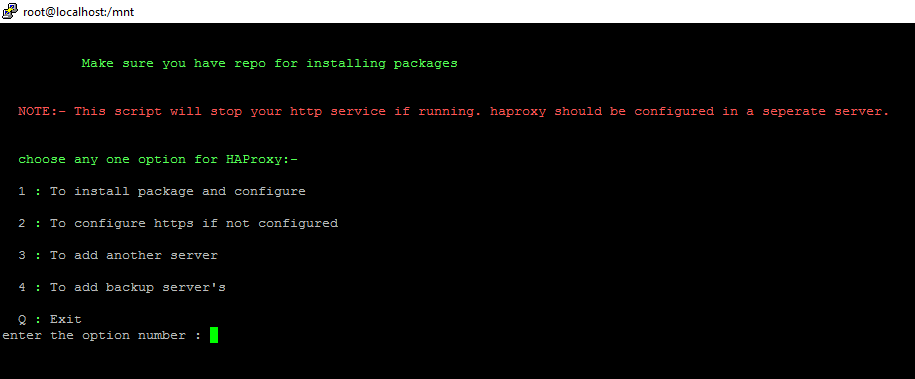 root@localhost:/mnt
Make sure you have repo for installing packages
NOTE:- This script will stop your http service if running. haproxy should be configured in a seperate server.
choose any one option for HAProxy:-
1 : To install package and configure
2 : To configure https if not configured
3 : To add another server
4 : To add backup server's
Q : Exit
enter the option number :